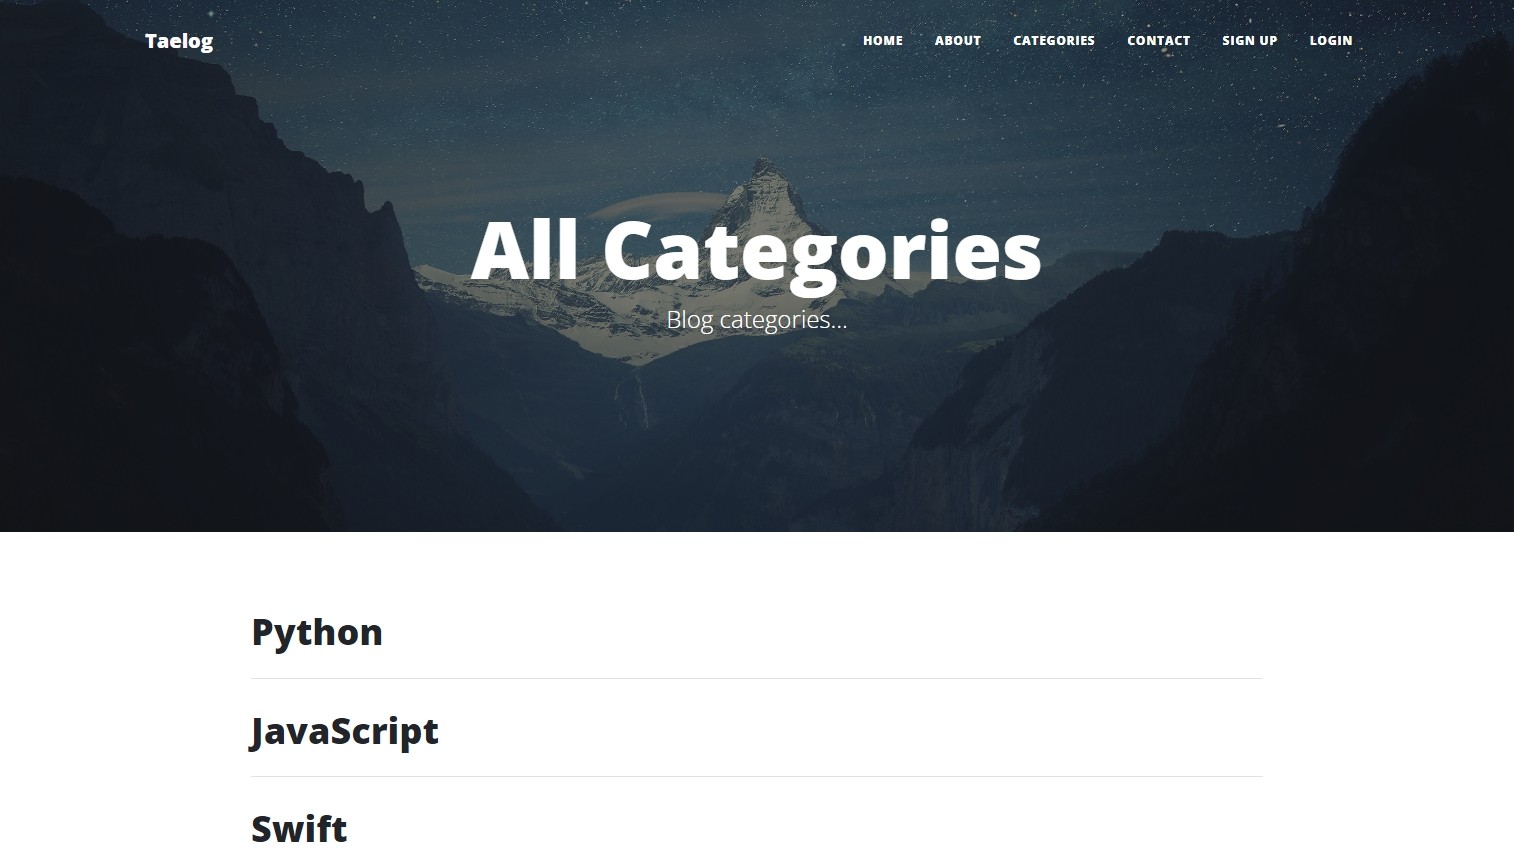 Taelog
HOME ABOUT CATEGORIES CONTACT SIGN UP LOGIN
All Categories
Blog categories...
Python
JavaScript
Swift